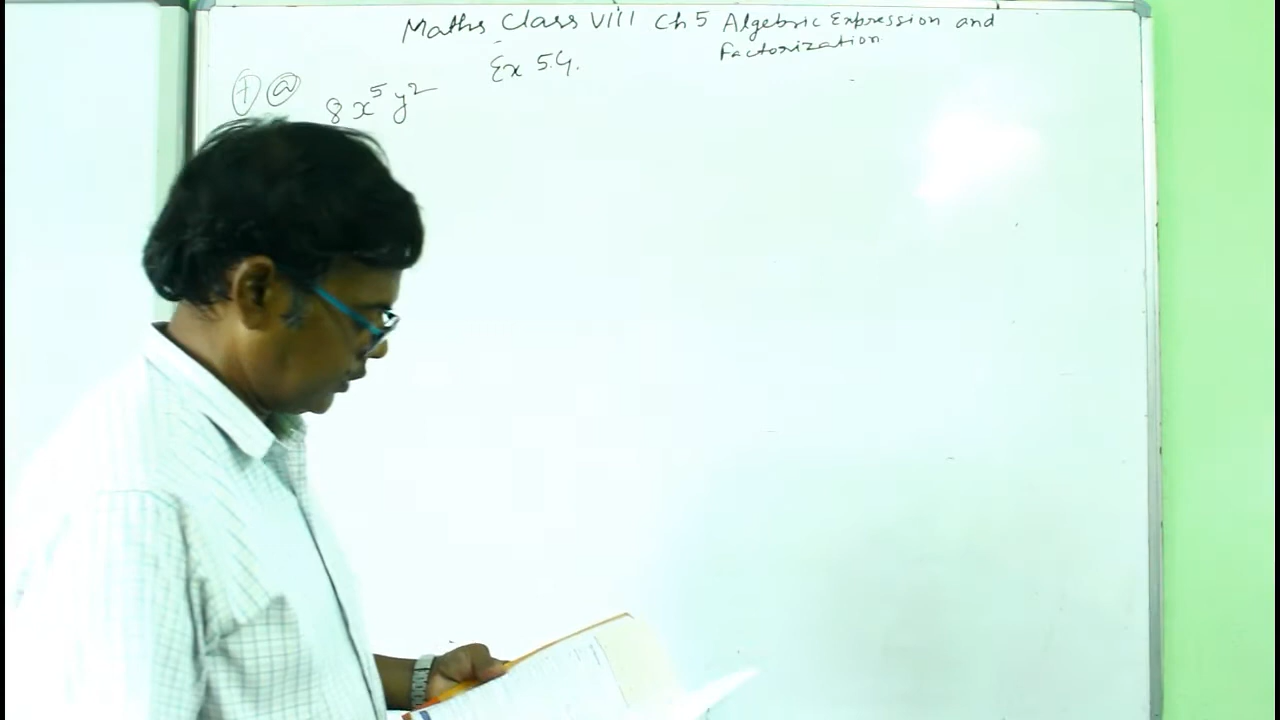 Maths Class VIII Ch 5 Algebric Expression and
Factorization
Ex 5.4.
① ⓐ 8x⁵y²